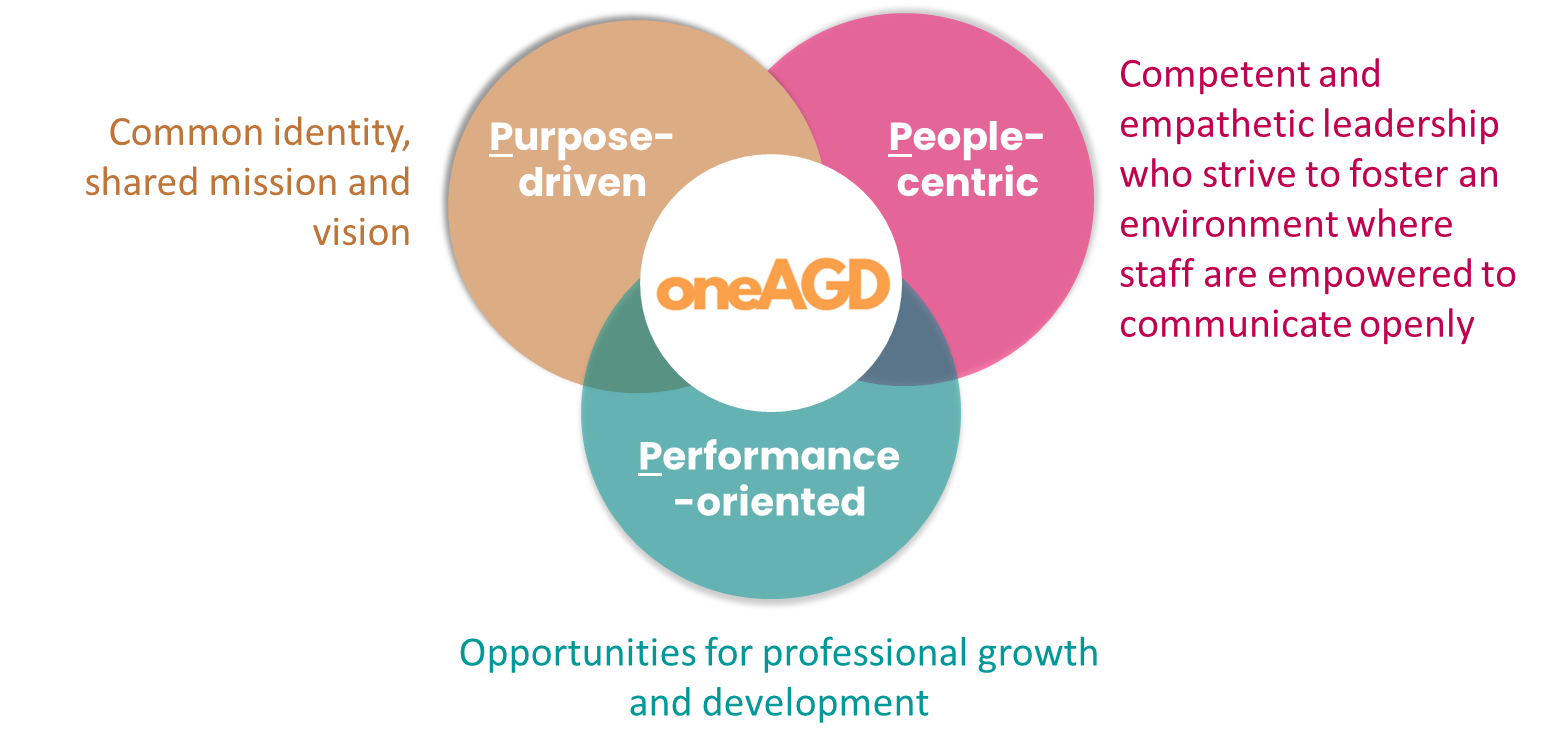 Common identity,
shared mission and
vision
Purpose-
driven
People-
centric
Competent and
empathetic leadership
who strive to foster an
environment where
staff are empowered to
communicate openly
oneAGD
Performance
-oriented
Opportunities for professional growth
and development